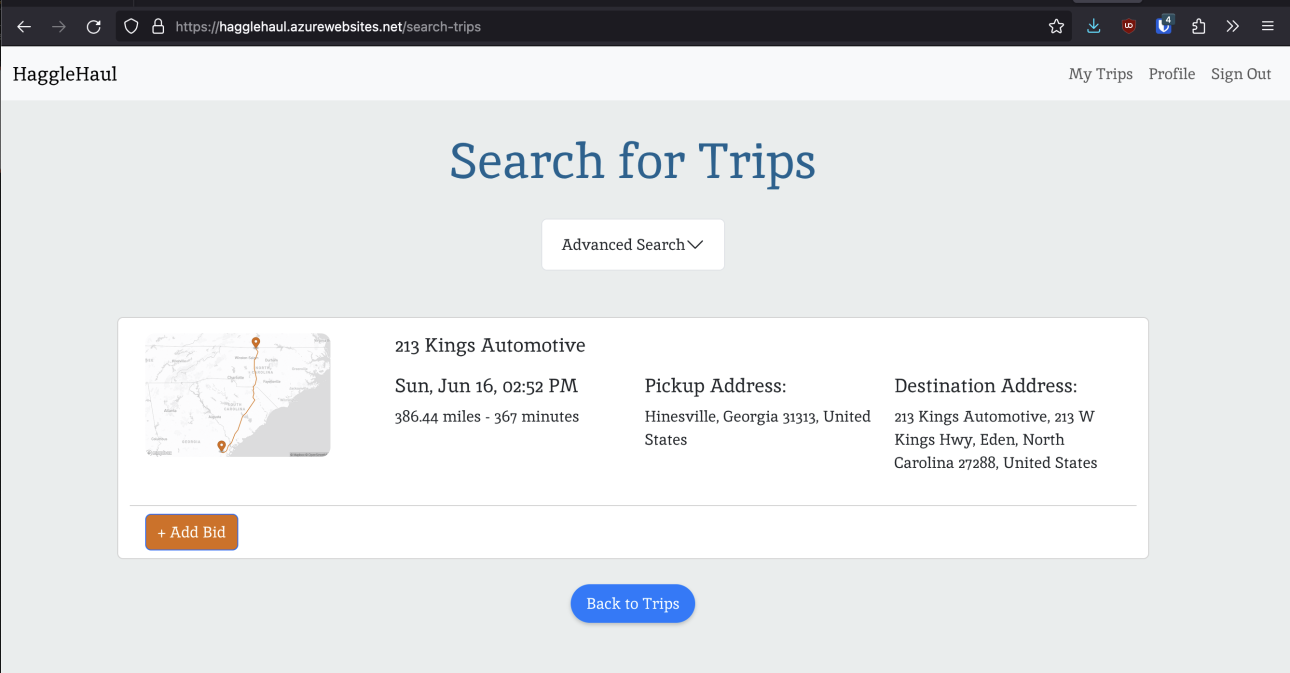 https://hagglehaul.azurewebsites.net/search-trips
4
HaggleHaul
My Trips Profile Sign Out
Search for Trips
Advanced Search
213 Kings Automotive
Sun, Jun 16, 02:52 PM
386.44 miles - 367 minutes
Pickup Address:
Hinesville, Georgia 31313, United
States
Destination Address:
213 Kings Automotive, 213 W
Kings Hwy, Eden, North
Carolina 27288, United States
+ Add Bid
Back to Trips